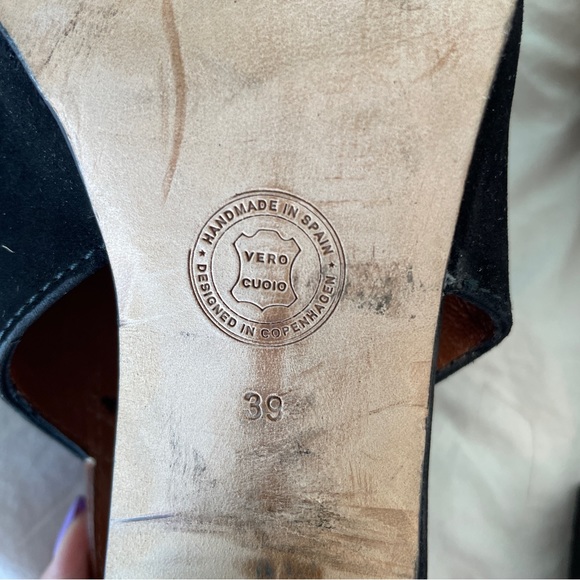 HANDMADE IN SPAIN
VERO
CUOIO
DESIGNED IN COPENHAGEN
39